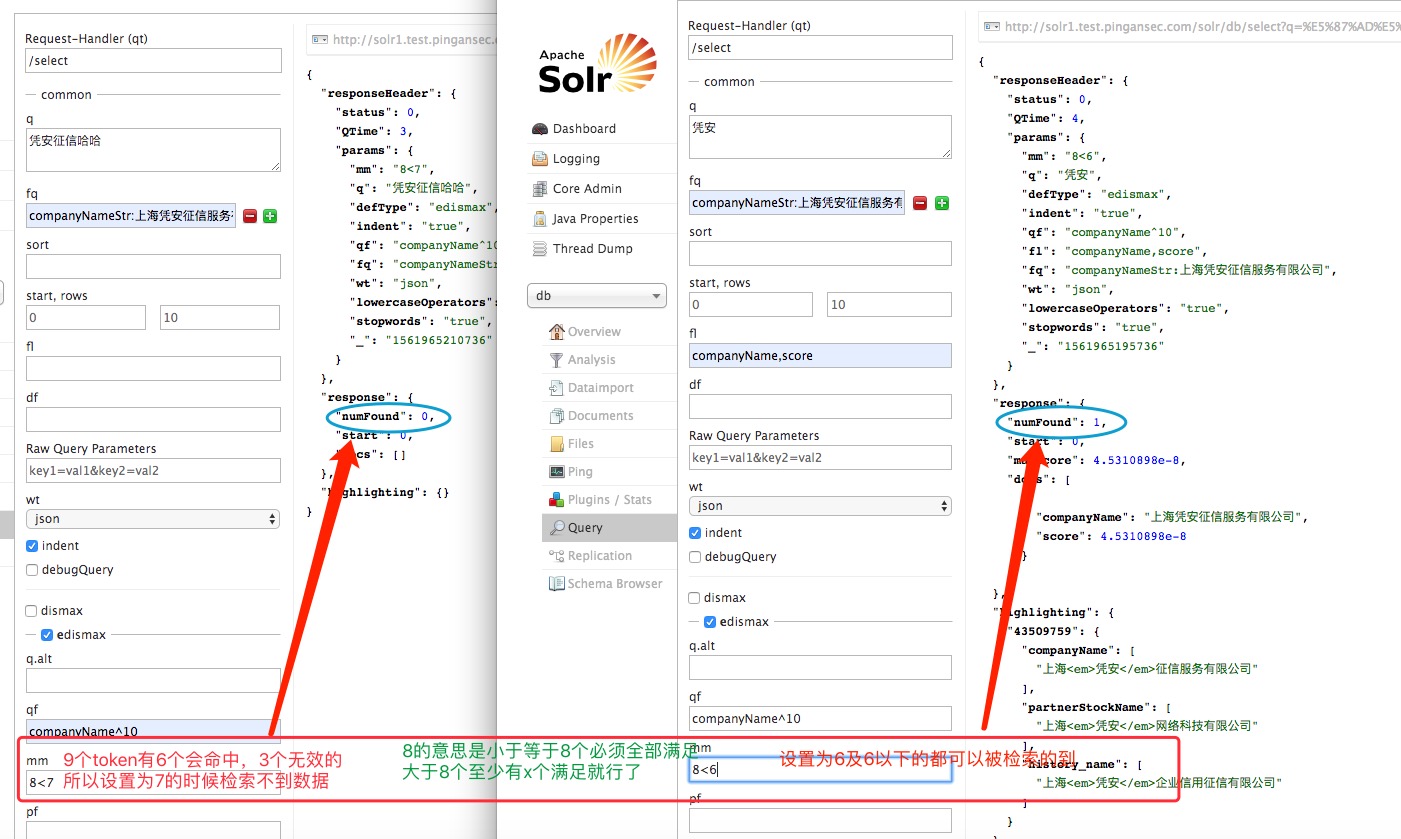 Request-Handler (qt)
/select
common
q
凭安征信哈哈
fq
companyNameStr:上海凭安征信服务
sort
start, rows
0
10
fl
df
Raw Query Parameters
key1=val1&key2=val2
wt
json
indent
debugQuery
dismax
edismax
q.alt
qf
companyName^10
mm
8<7
pf
http://solr1.test.pingansec.
{
"responseHeader": {
"status": 0,
"QTime": 3,
"params": {
"mm": "8<7",
"q": "凭安征信哈哈",
"defType": "edismax",
"indent": "true",
"qf": "companyName^10
"fq": "companyNameStr
"wt": "json",
"lowercaseOperators":
"stopwords": "true",
"_": "1561965210736"
}
},
"response": {
"numFound": 0,
"start": 0,
"docs": []
},
"highlighting": {}
}
Apache
Solr
Dashboard
Logging
Core Admin
Java Properties
Thread Dump
db
Overview
Analysis
Dataimport
Documents
Files
Ping
Plugins / Stats
Query
Replication
Schema Browser
Request-Handler (qt)
/select
common
q
凭安
fq
companyNameStr:上海凭安征信服务有
sort
start, rows
0
10
fl
companyName,score
df
Raw Query Parameters
key1=val1&key2=val2
wt
json
indent
debugQuery
dismax
edismax
q.alt
qf
companyName^10
mm
8<6
pf
http://solr1.test.pingansec.com/solr/db/select?q=%E5%87%AD%E5%
{
"responseHeader": {
"status": 0,
"QTime": 4,
"params": {
"mm": "8<6",
"q": "凭安",
"defType": "edismax",
"indent": "true",
"qf": "companyName^10",
"fl": "companyName,score",
"fq": "companyNameStr:上海凭安征信服务有限公司",
"wt": "json",
"lowercaseOperators": "true",
"stopwords": "true",
"_": "1561965195736"
}
},
"response": {
"numFound": 1,
"start": 0,
"maxScore": 4.5310898e-8,
"docs": [
"companyName": "上海凭安征信服务有限公司",
"score": 4.5310898e-8
}
},
"highlighting": {
"43509759": {
"companyName": [
"上海<em>凭安</em>征信服务有限公司"
],
"partnerStockName": [
"上海<em>凭安</em>网络科技有限公司"
],
"history_name": [
"上海<em>凭安</em>企业信用征信有限公司"
]
}
9个token有6个会命中，3个无效的
所以设置为7的时候检索不到数据
8的意思是小于等于8个必须全部满足
大于8个至少有x个满足就行了
设置为6及6以下的都可以被检索的到